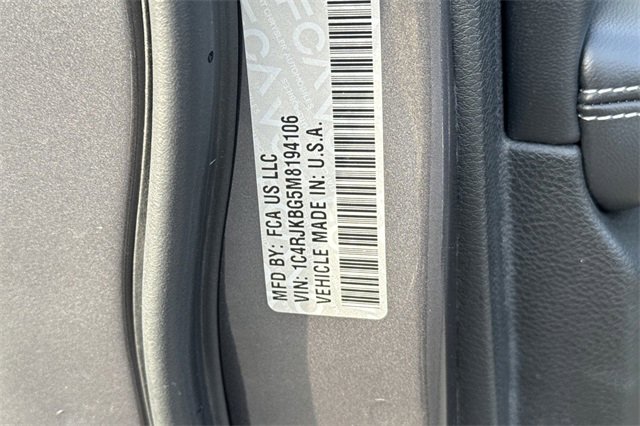 MFD BY: FCA US LLC
VIN: 1C4RJKBG5M8194106
VEHICLE MADE IN: U.S.A.